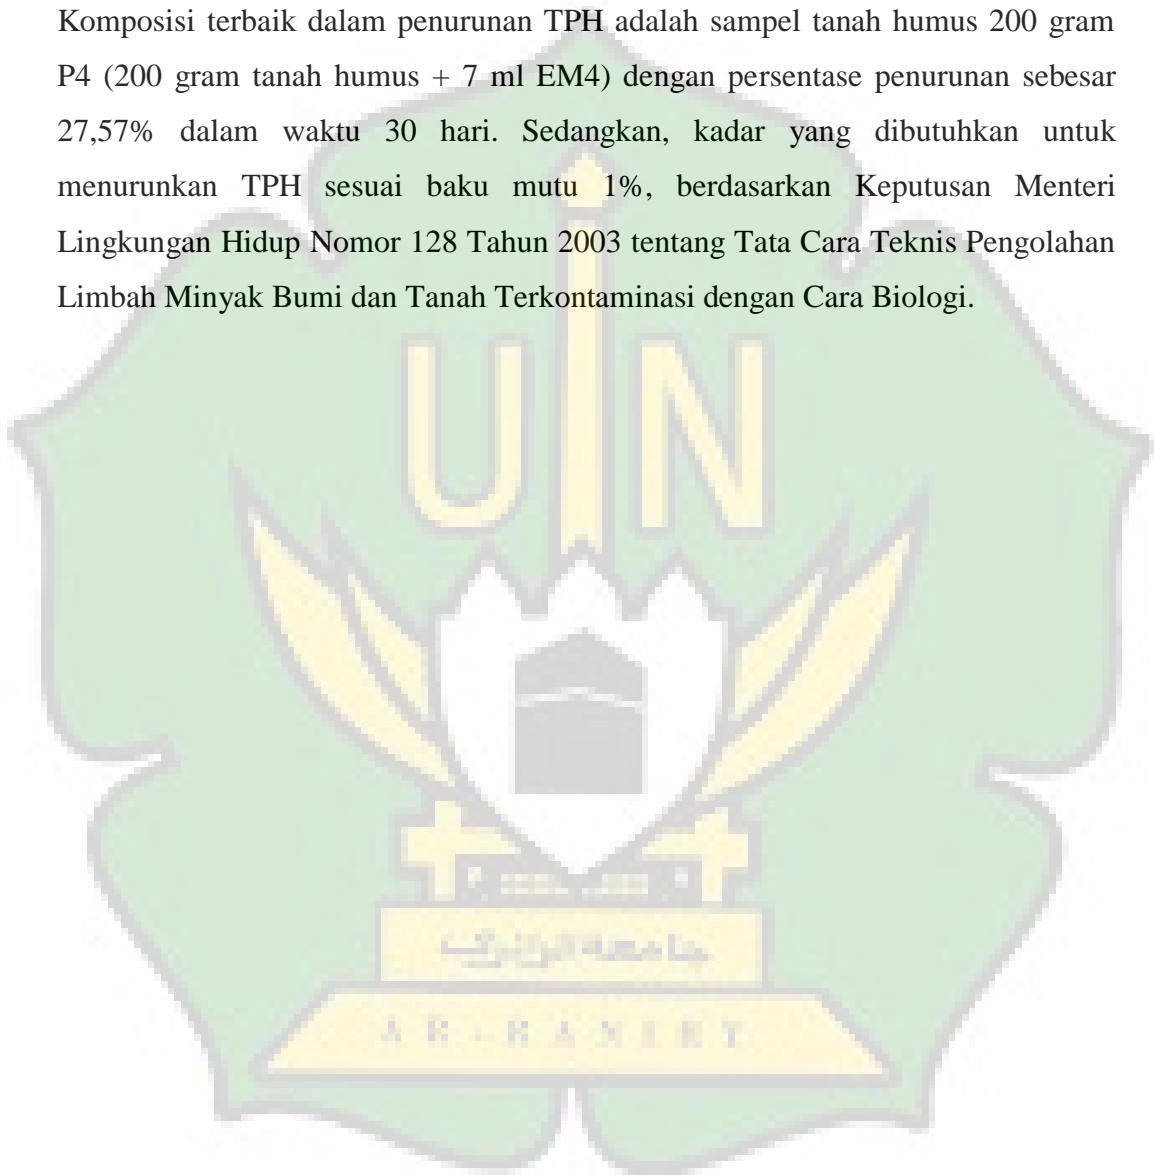 Komposisi terbaik dalam penurunan TPH adalah sampel tanah humus 200 gram
P4 (200 gram tanah humus + 7 ml EM4) dengan persentase penurunan sebesar
27,57% dalam waktu 30 hari. Sedangkan, kadar yang dibutuhkan untuk
menurunkan TPH sesuai baku mutu 1%, berdasarkan Keputusan Menteri
Lingkungan Hidup Nomor 128 Tahun 2003 tentang Tata Cara Teknis Pengolahan
Limbah Minyak Bumi dan Tanah Terkontaminasi dengan Cara Biologi.
UIN
جامعة الرانري
AR-RANIRY